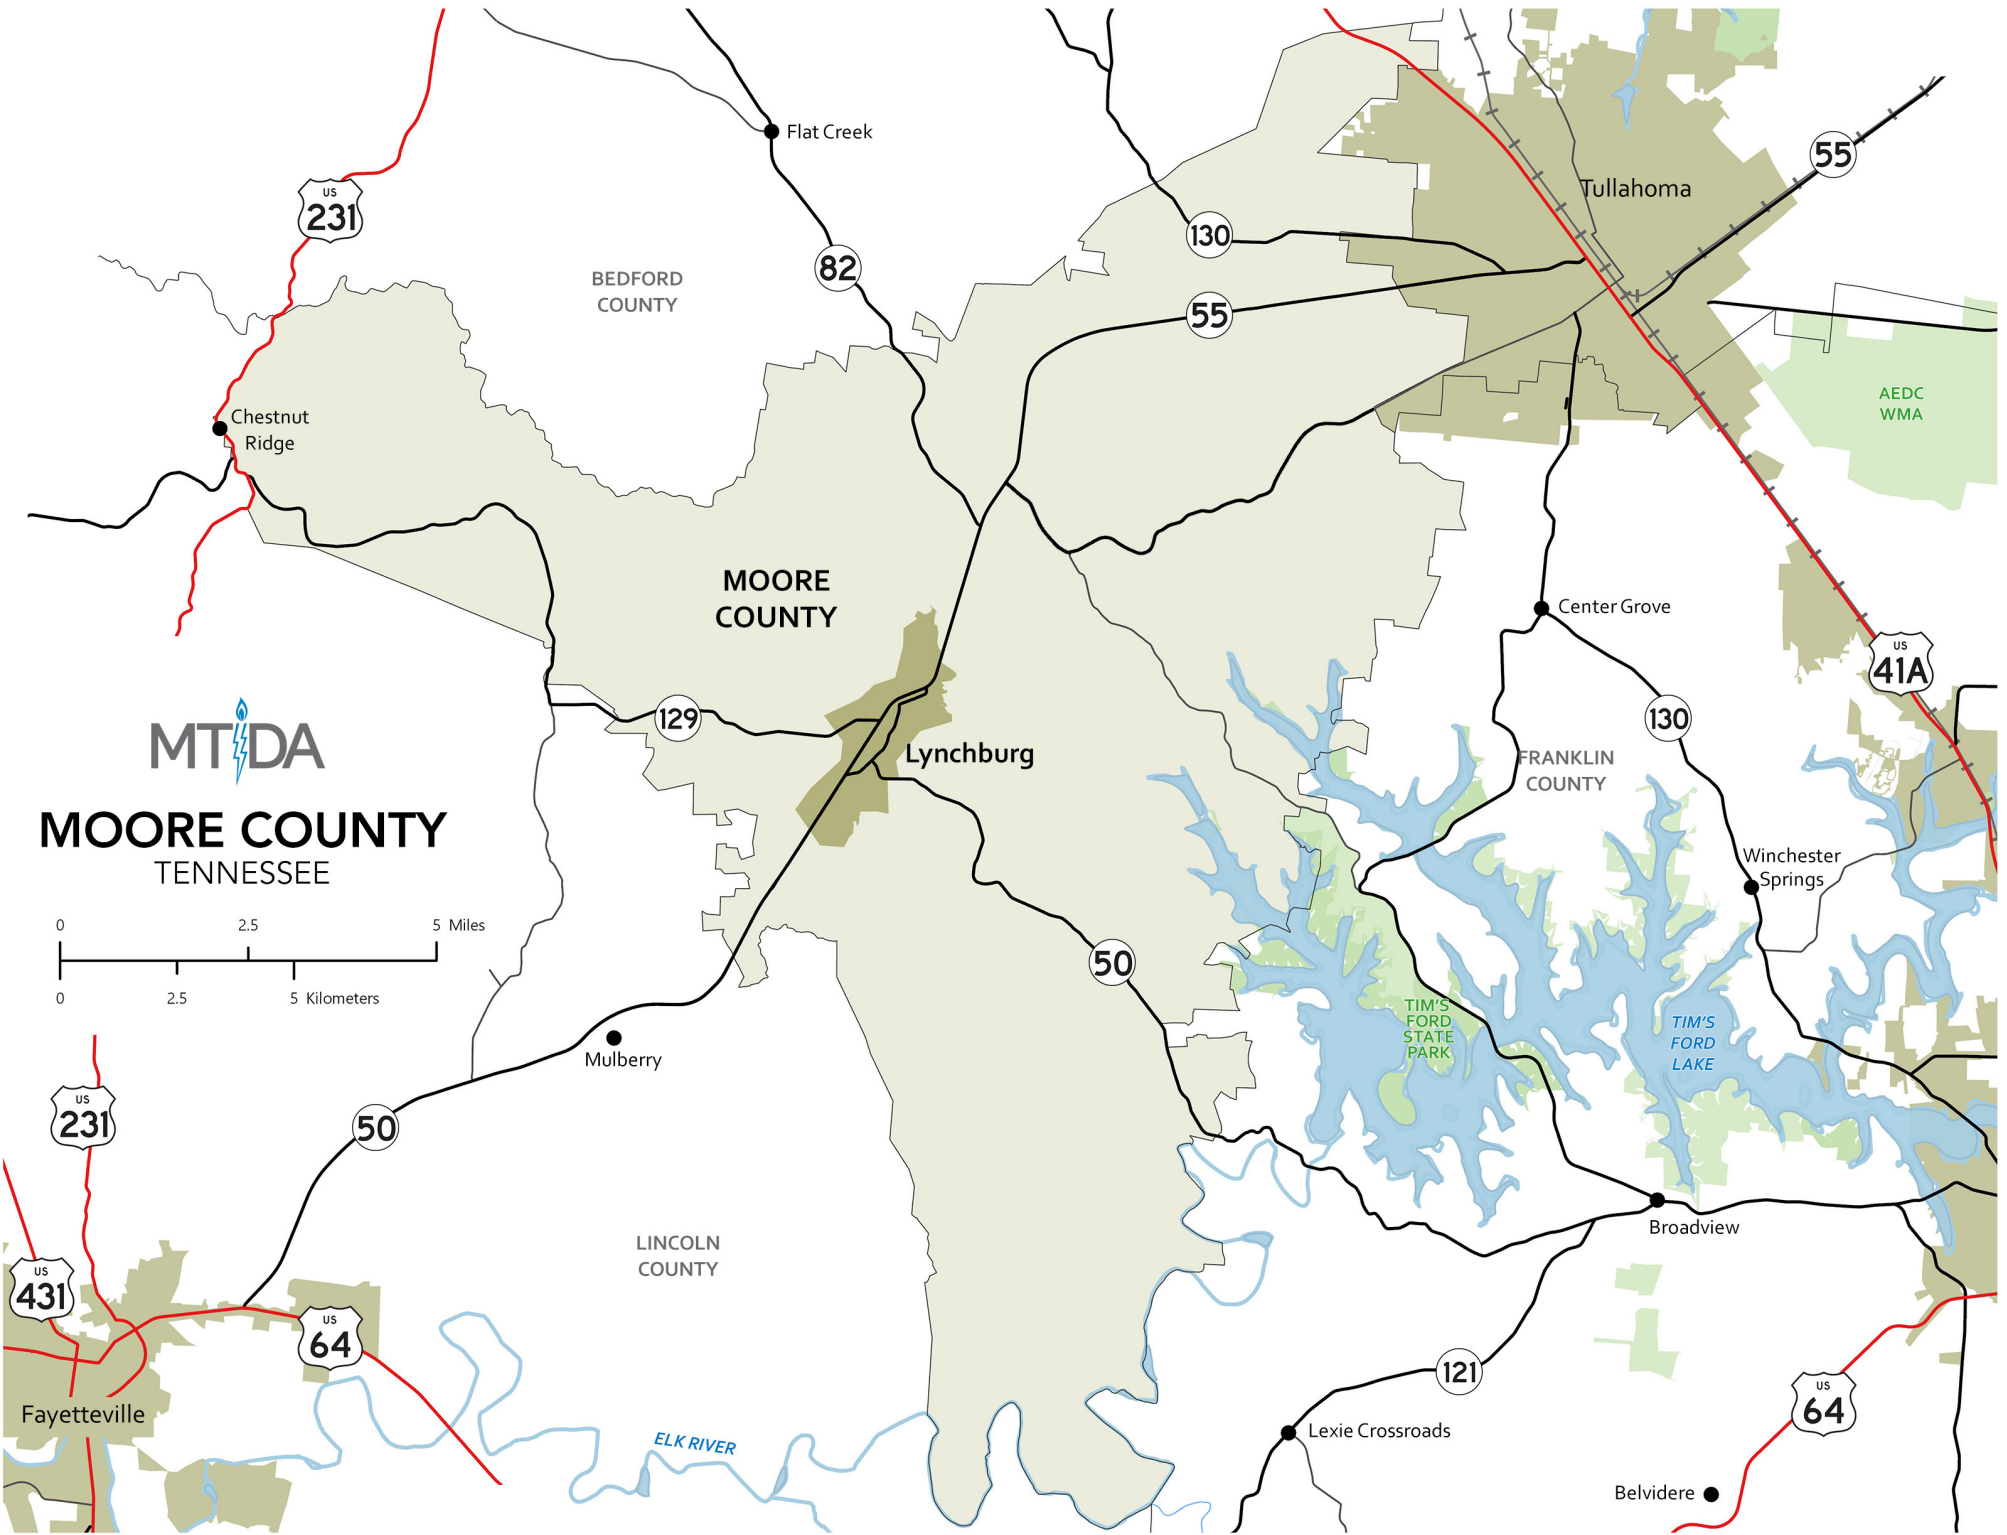 Flat Creek
55
Tullahoma
US
231
130
82
BEDFORD
COUNTY
55
AEDC
WMA
Chestnut
Ridge
MOORE
COUNTY
Center Grove
US
41A
129
130
MTIDA
Lynchburg
FRANKLIN
COUNTY
MOORE COUNTY
TENNESSEE
Winchester
Springs
0 2.5 5 Miles
0 2.5 5 Kilometers
50
TIM'S
FORD
STATE
PARK
TIM'S
FORD
LAKE
Mulberry
US
231
50
Broadview
LINCOLN
COUNTY
US
431
US
64
121
US
64
Fayetteville
ELK RIVER
Lexie Crossroads
Belvidere